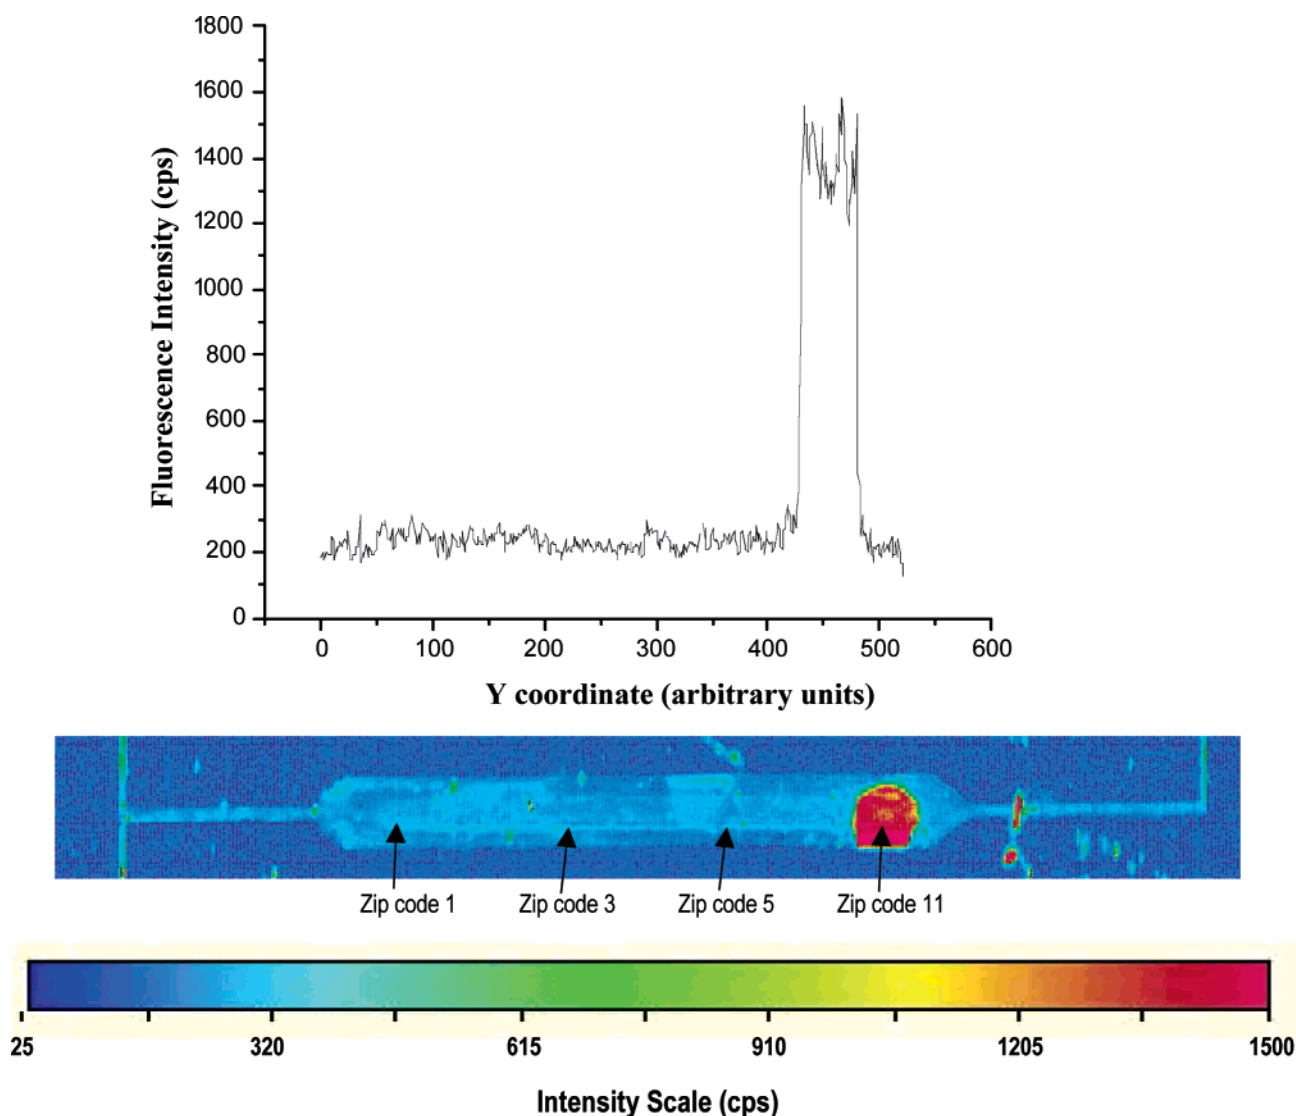 1800
1800
1600
1400
1200
1000
800
600
400
200
0
Fluorescence Intensity (cps)
0 100 200 300 400 500 600
Y coordinate (arbitrary units)
Zip code 1 Zip code 3 Zip code 5 Zip code 11
25 320 615 910 1205 1500
Intensity Scale (cps)